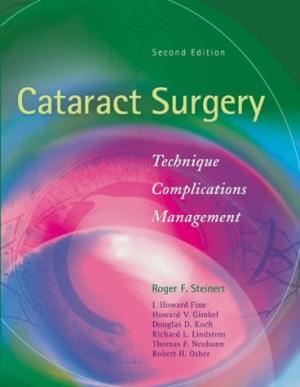 Second Edition
Cataract Surgery
Technique
Complications
Management
Roger F. Steinert
I. Howard Fine
Howard V. Gimbel
Douglas D. Koch
Richard L. Lindstrom
Thomas F. Neuhann
Robert H. Osher